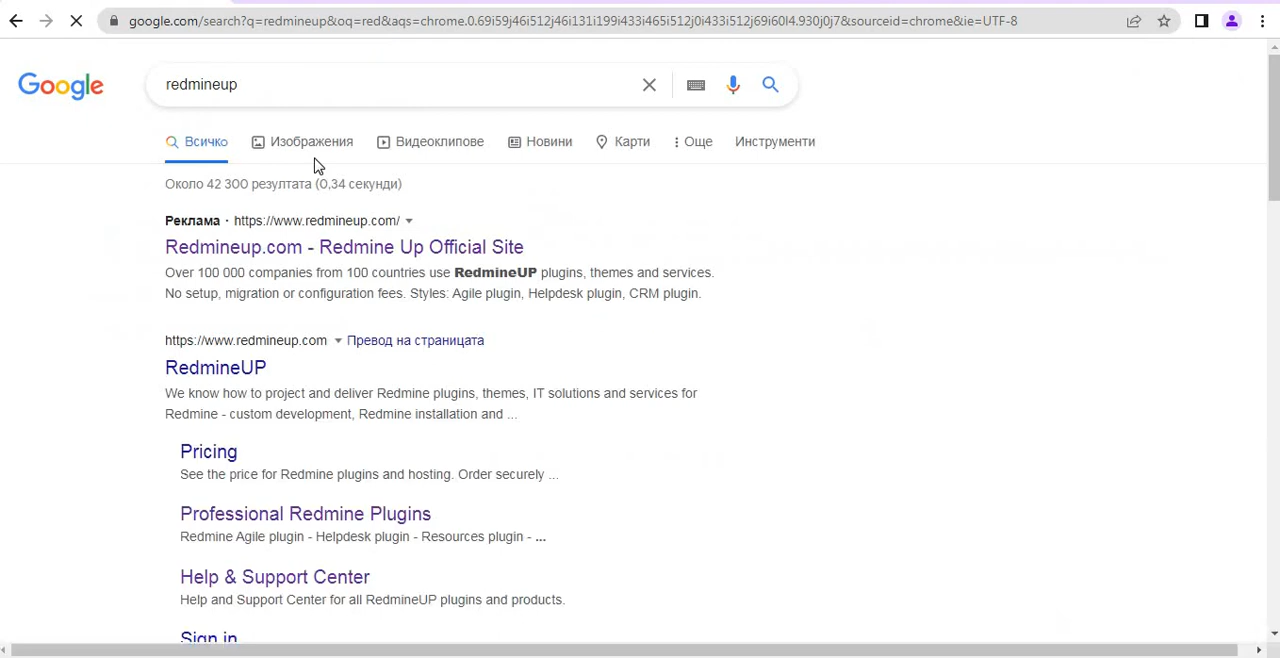 google.com/search?q=redmineup&oq=red&aqs=chrome.0.69i59j46i512j46i131i199i433i465i512j0i433i512j69i60l4.930j0j7&sourceid=chrome&ie=UTF-8
Google
redmineup
Всичко Изображения Видеоклипове Новини Карти Още Инструменти
Около 42 300 резултата (0,34 секунди)
Реклама · https://www.redmineup.com/
Redmineup.com - Redmine Up Official Site
Over 100 000 companies from 100 countries use RedmineUP plugins, themes and services.
No setup, migration or configuration fees. Styles: Agile plugin, Helpdesk plugin, CRM plugin.
https://www.redmineup.com Превод на страницата
RedmineUP
We know how to project and deliver Redmine plugins, themes, IT solutions and services for
Redmine - custom development, Redmine installation and ...
Pricing
See the price for Redmine plugins and hosting. Order securely ...
Professional Redmine Plugins
Redmine Agile plugin - Helpdesk plugin - Resources plugin - ...
Help & Support Center
Help and Support Center for all RedmineUP plugins and products.
Sign in